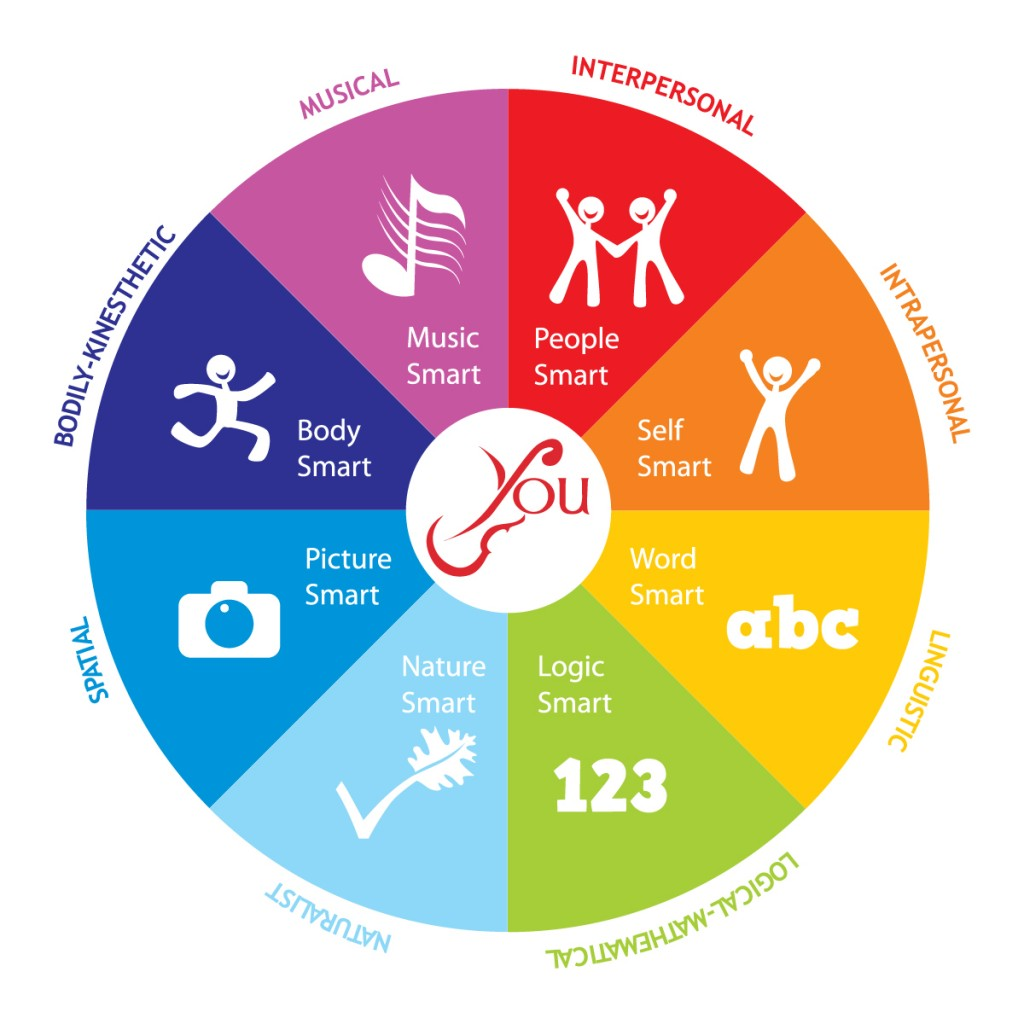 MUSICAL
INTERPERSONAL
BODILY-KINESTHETIC
INTRAPERSONAL
Music
Smart
People
Smart
Body
Smart
Self
Smart
you
Picture
Smart
Word
Smart
abc
SPATIAL
LINGUISTIC
Nature
Smart
Logic
Smart
123
NATURALIST
LOGICAL-MATHEMATICAL